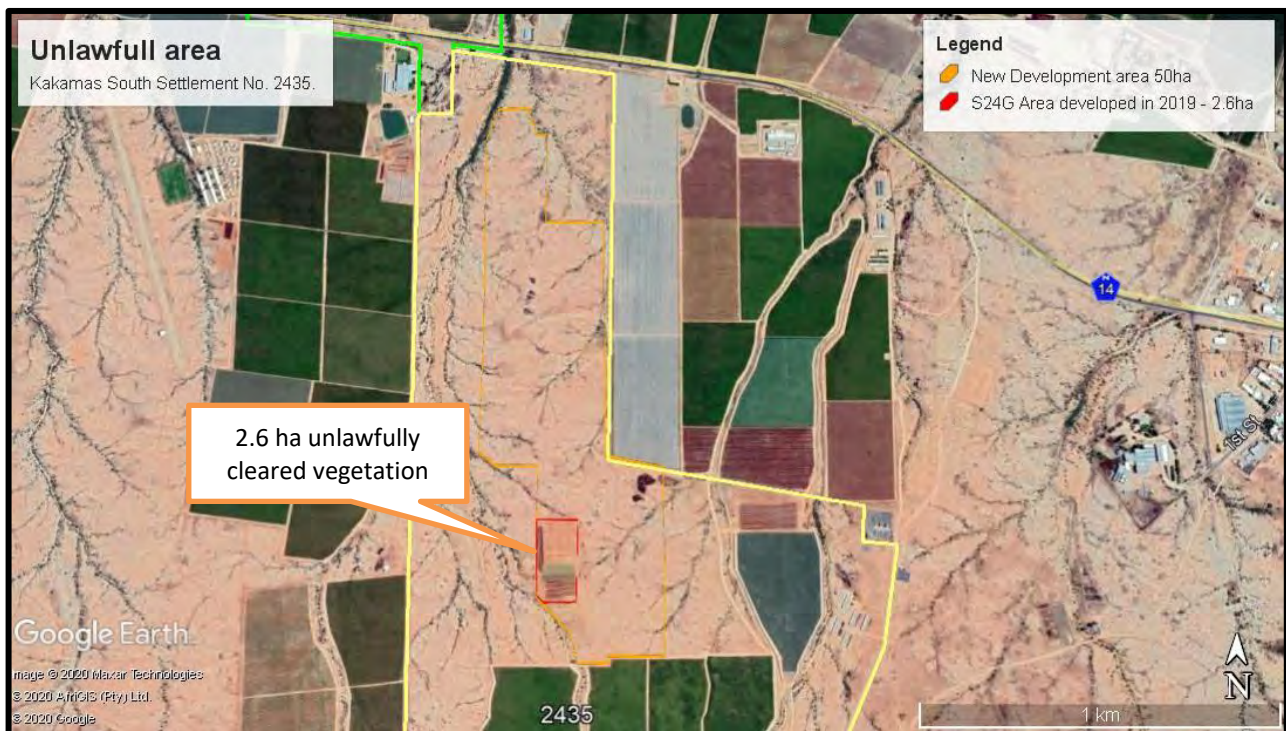 Unlawfull area
Kakamas South Settlement No. 2435.
Legend
New Development area 50ha
S24G Area developed in 2019 - 2.6ha
14
2.6 ha unlawfully
cleared vegetation
1st St
Google Earth
Image © 2020 Maxar Technologies
© 2020 AfriGIS (Pty) Ltd.
© 2020 Google
2435
N
1 km